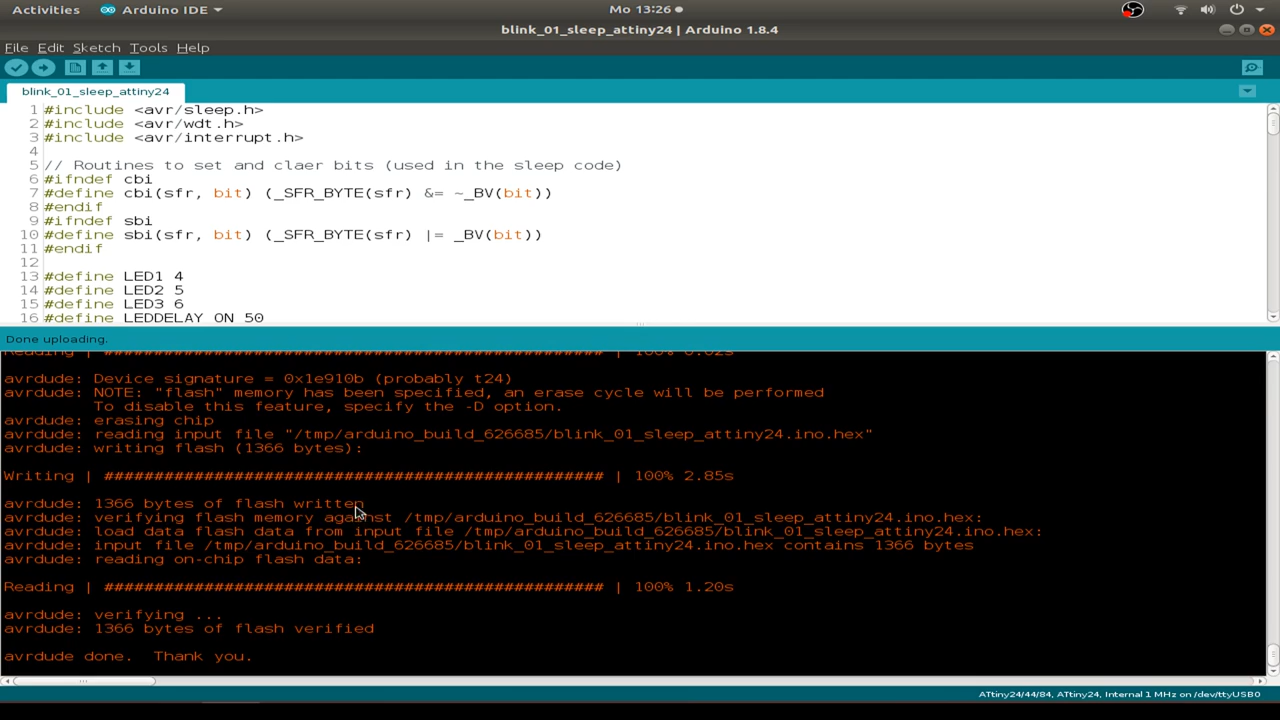 Activities Arduino IDE Mo 13:26
blink_01_sleep_attiny24 | Arduino 1.8.4
File Edit Sketch Tools Help
blink_01_sleep_attiny24
1 #include <avr/sleep.h>
2 #include <avr/wdt.h>
3 #include <avr/interrupt.h>
4
5 // Routines to set and claer bits (used in the sleep code)
6 #ifndef cbi
7 #define cbi(sfr, bit) (_SFR_BYTE(sfr) &= ~_BV(bit))
8 #endif
9 #ifndef sbi
10 #define sbi(sfr, bit) (_SFR_BYTE(sfr) |= _BV(bit))
11 #endif
12
13 #define LED1 4
14 #define LED2 5
15 #define LED3 6
16 #define LEDDELAY ON 50
Done uploading.
Reading | ################################################## | 100% 0.02s
avrdude: Device signature = 0x1e910b (probably t24)
avrdude: NOTE: "flash" memory has been specified, an erase cycle will be performed
To disable this feature, specify the -D option.
avrdude: erasing chip
avrdude: reading input file "/tmp/arduino_build_626685/blink_01_sleep_attiny24.ino.hex"
avrdude: writing flash (1366 bytes):
Writing | ################################################## | 100% 2.85s
avrdude: 1366 bytes of flash written
avrdude: verifying flash memory against /tmp/arduino_build_626685/blink_01_sleep_attiny24.ino.hex:
avrdude: load data flash data from input file /tmp/arduino_build_626685/blink_01_sleep_attiny24.ino.hex:
avrdude: input file /tmp/arduino_build_626685/blink_01_sleep_attiny24.ino.hex contains 1366 bytes
avrdude: reading on-chip flash data:
Reading | ################################################## | 100% 1.20s
avrdude: verifying ...
avrdude: 1366 bytes of flash verified
avrdude done. Thank you.
ATtiny24/44/84, ATtiny24, Internal 1 MHz on /dev/ttyUSB0